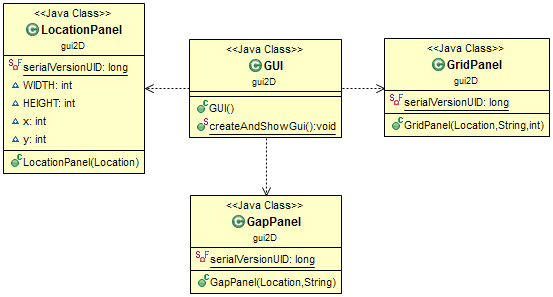 <<Java Class>>
LocationPanel
gui2D
serialVersionUID: long
WIDTH: int
HEIGHT: int
x: int
y: int
LocationPanel(Location)
<<Java Class>>
GUI
gui2D
GUI()
createAndShowGui():void
<<Java Class>>
GridPanel
gui2D
serialVersionUID: long
GridPanel(Location,String,int)
<<Java Class>>
GapPanel
gui2D
serialVersionUID: long
GapPanel(Location,String)